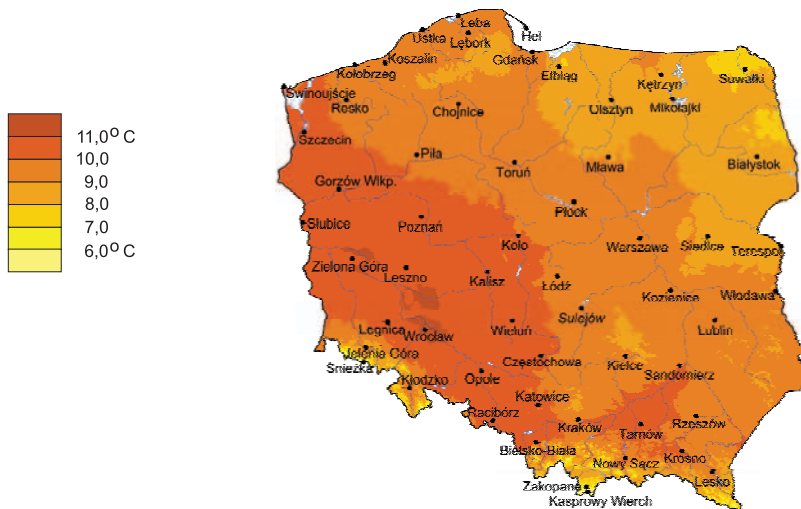 11,0° C
10,0
9,0
8,0
7,0
6,0° C
Łeba
Ustka
Lębork
Hel
Koszalin
Gdańsk
Kołobrzeg
Elbląg
Kętrzyn
Suwałki
Świnoujście
Resko
Chojnice
Olsztyn
Mikołajki
Szczecin
Piła
Toruń
Mława
Białystok
Gorzów Wlkp.
Płock
Słubice
Poznań
Koło
Warszawa
Siedlce
Terespol
Zielona Góra
Leszno
Kalisz
Łódź
Kozienice
Włodawa
Sulejów
Legnica
Wrocław
Wieluń
Lublin
Jelenia Góra
Śnieżka
Częstochowa
Kielce
Sandomierz
Kłodzko
Opole
Katowice
Racibórz
Kraków
Tarnów
Rzeszów
Bielsko-Biała
Nowy Sącz
Krosno
Lesko
Zakopane
Kasprowy Wierch